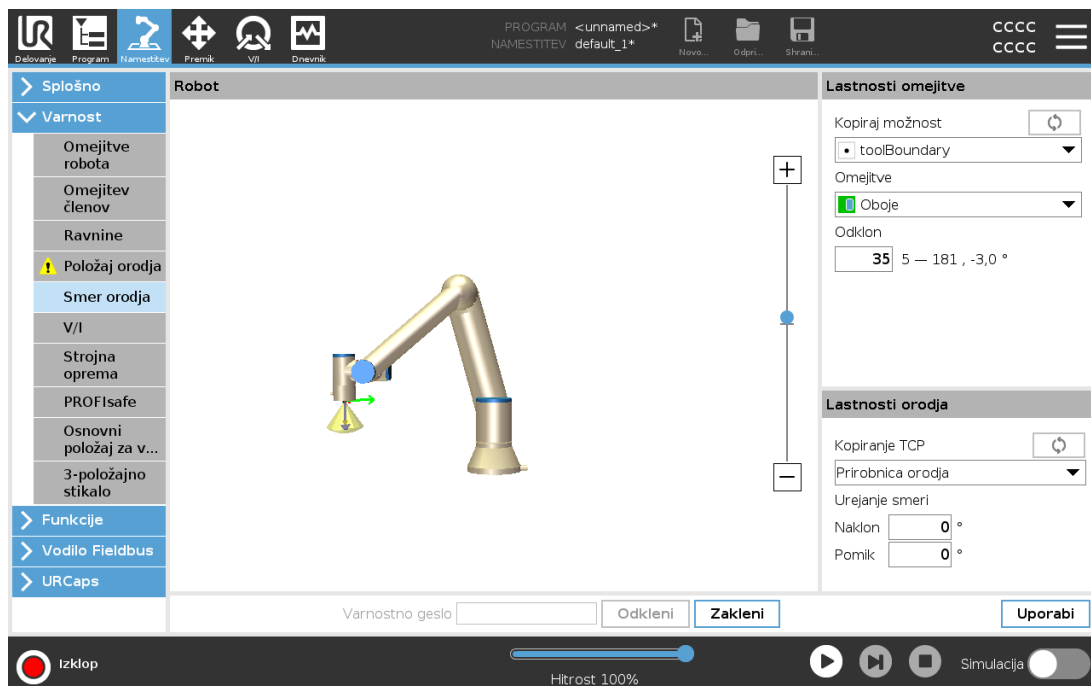 PROGRAM <unnamed>*
NAMESTITEV default_1*
CCCC
CCCC
Delovanje Program Namestitev Premik V/I Dnevnik
Novo... Odpri... Shrani...
Splošno
Varnost
Omejitve
robota
Omejitev
členov
Ravnine
Položaj orodja
Smer orodja
V/I
Strojna
oprema
PROFIsafe
Osnovni
položaj za v...
3-položajno
stikalo
Funkcije
Vodilo Fieldbus
URCaps
Robot
Lastnosti omejitve
Kopiraj možnost
toolBoundary
Omejitve
Oboje
Odklon
35 5 — 181 , -3,0 °
Lastnosti orodja
Kopiranje TCP
Prirobnica orodja
Urejanje smeri
Naklon 0 °
Pomik 0 °
Varnostno geslo Odkleni Zakleni Uporabi
Izklop
Hitrost 100%
Simulacija